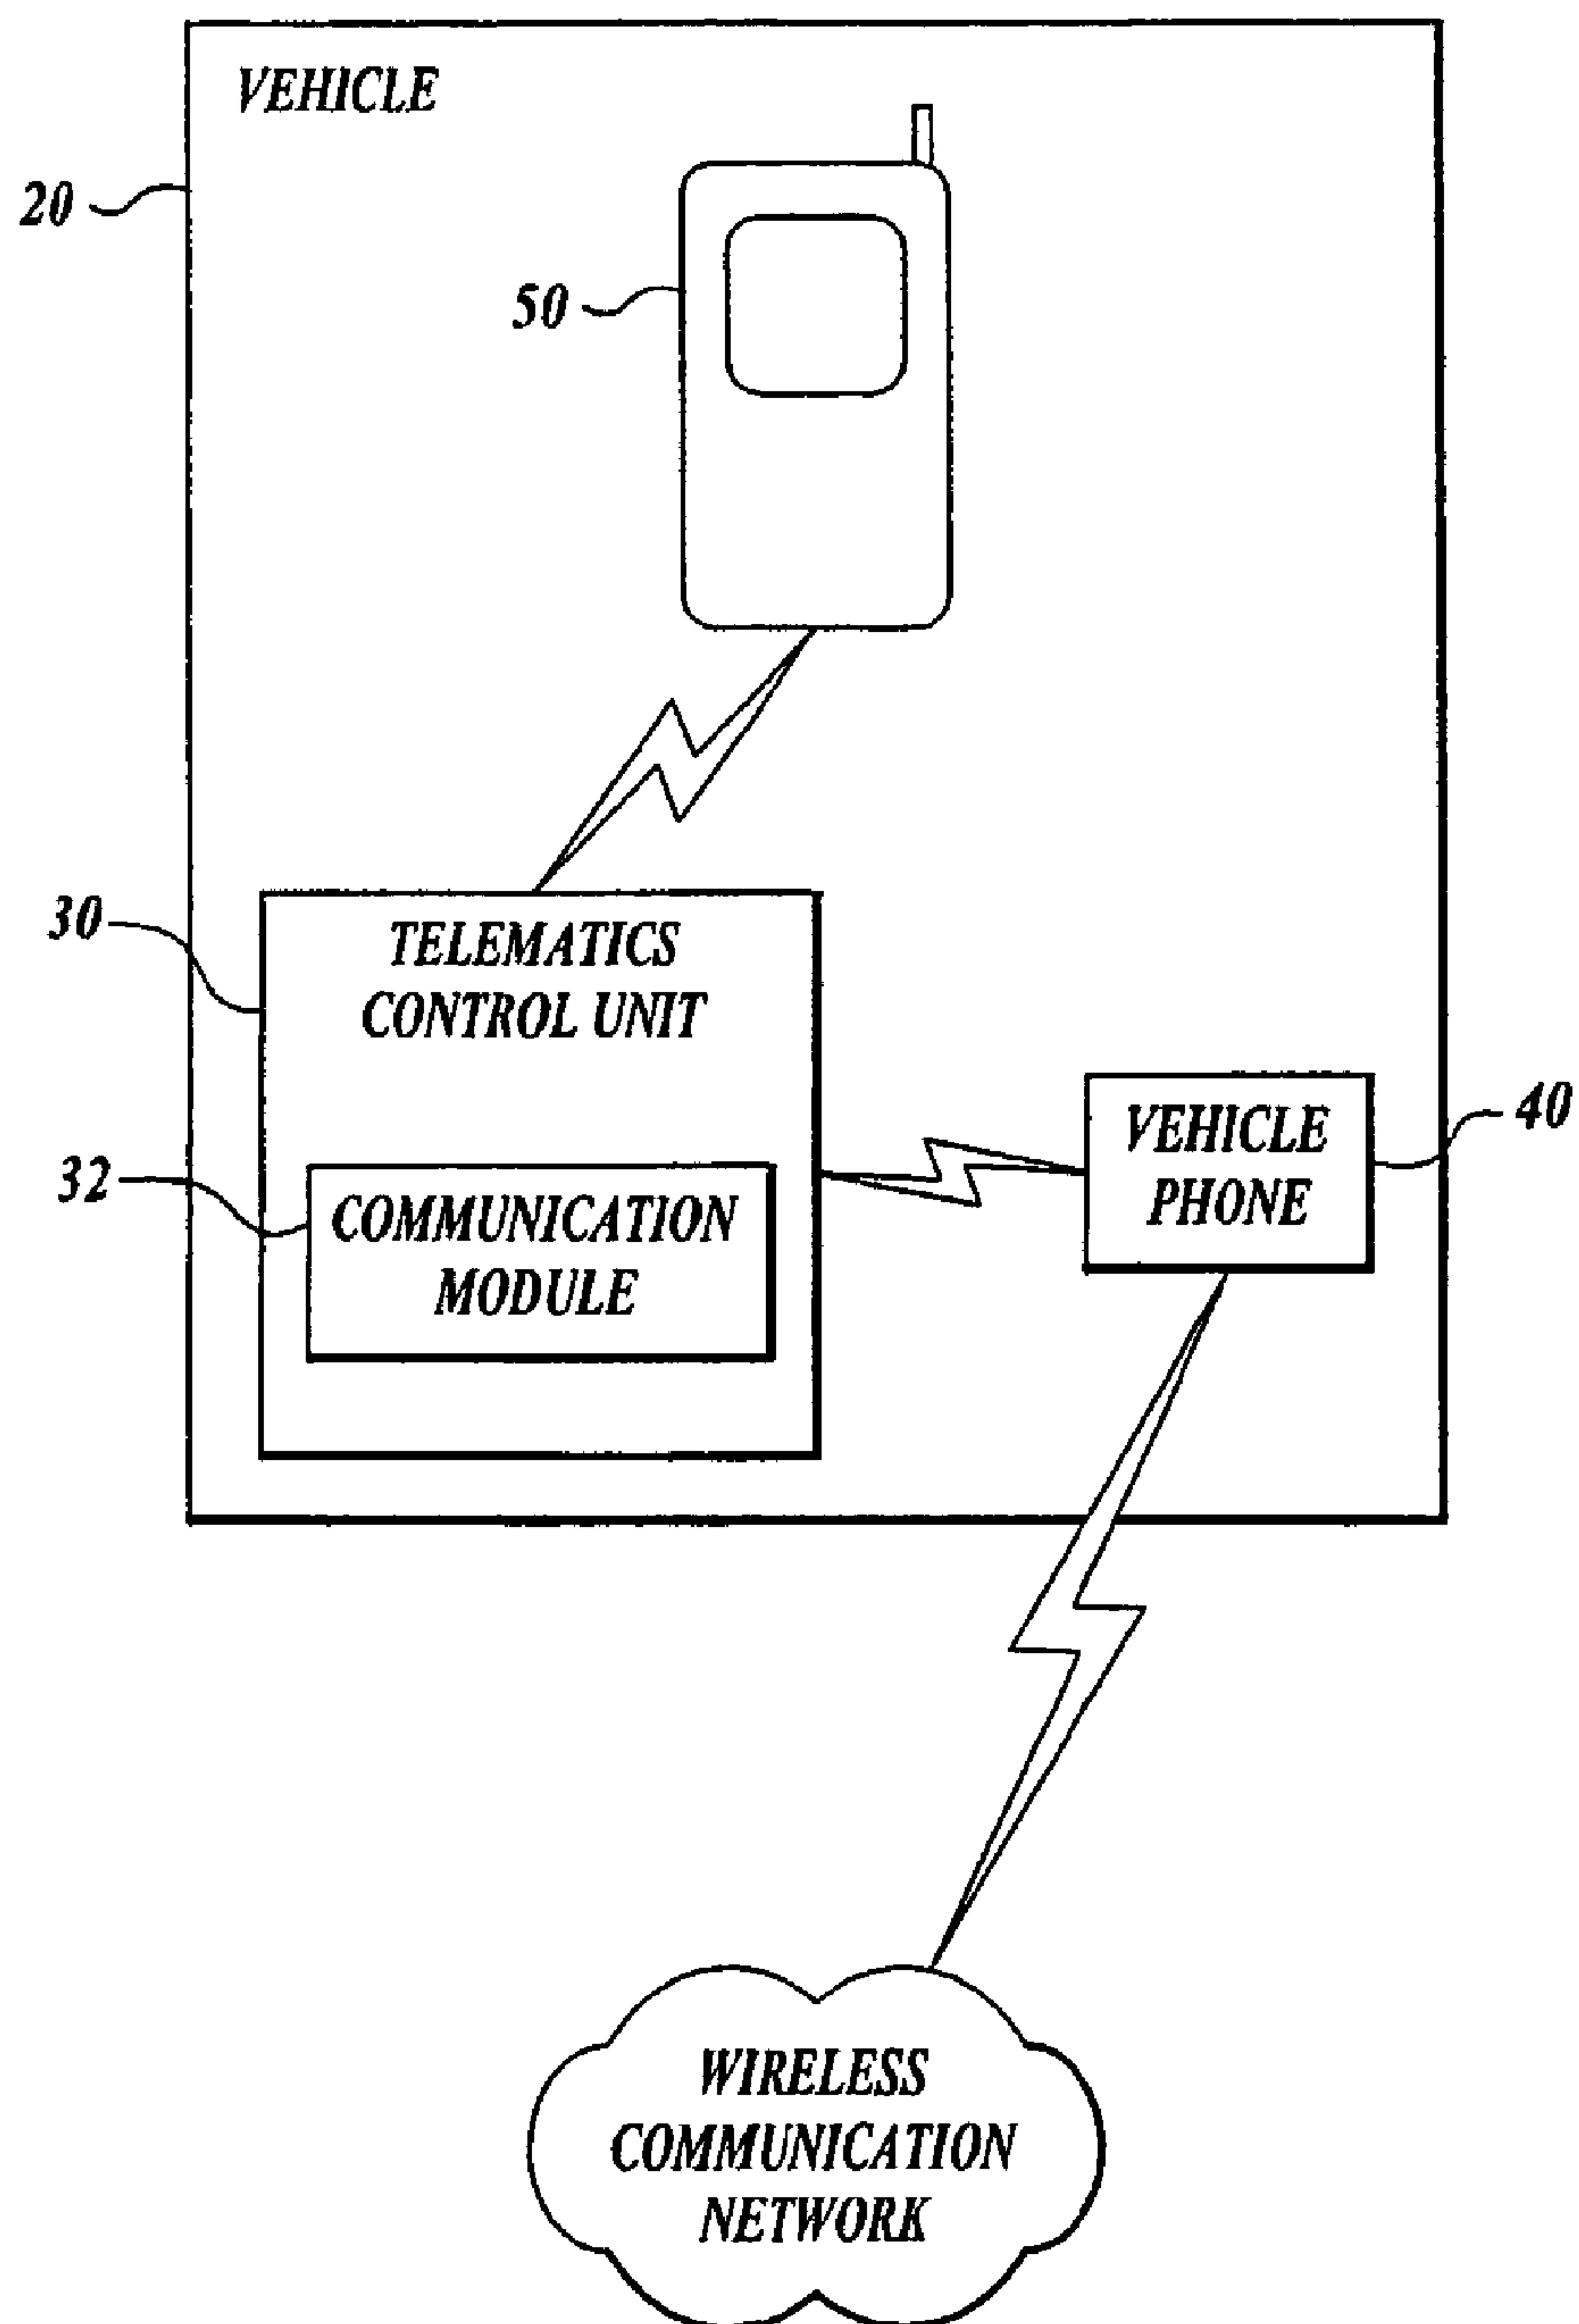 VEHICLE
20
50
30
TELEMATICS
CONTROL UNIT
32
COMMUNICATION
MODULE
VEHICLE
PHONE
40
WIRELESS
COMMUNICATION
NETWORK